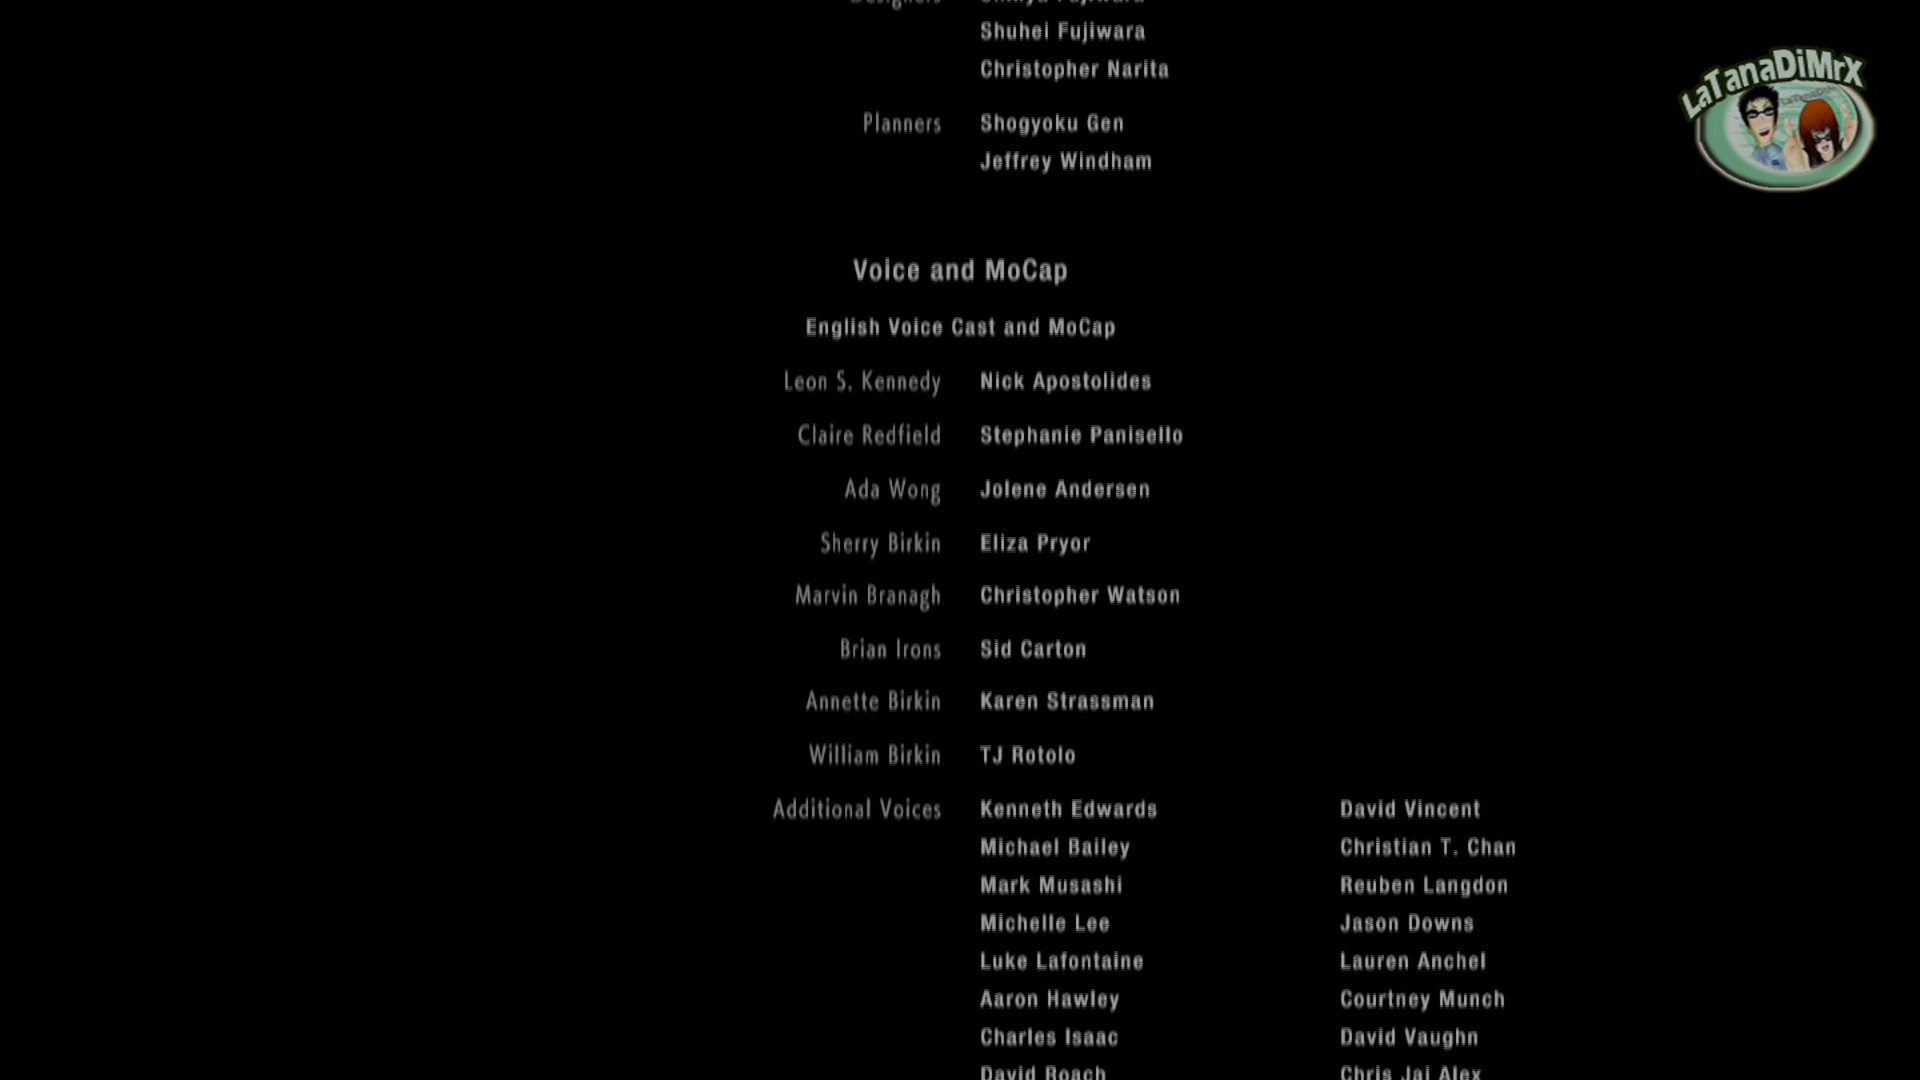 Designers
Shuhei Fujiwara
Christopher Narita
Planners Shogyoku Gen
Jeffrey Windham
Voice and MoCap
English Voice Cast and MoCap
Leon S. Kennedy Nick Apostolides
Claire Redfield Stephanie Panisello
Ada Wong Jolene Andersen
Sherry Birkin Eliza Pryor
Marvin Branagh Christopher Watson
Brian Irons Sid Carton
Annette Birkin Karen Strassman
William Birkin TJ Rotolo
Additional Voices Kenneth Edwards David Vincent
Michael Bailey Christian T. Chan
Mark Musashi Reuben Langdon
Michelle Lee Jason Downs
Luke Lafontaine Lauren Anchel
Aaron Hawley Courtney Munch
Charles Isaac David Vaughn
David Roach Chris Jai Alex
LaTanaDiMrX